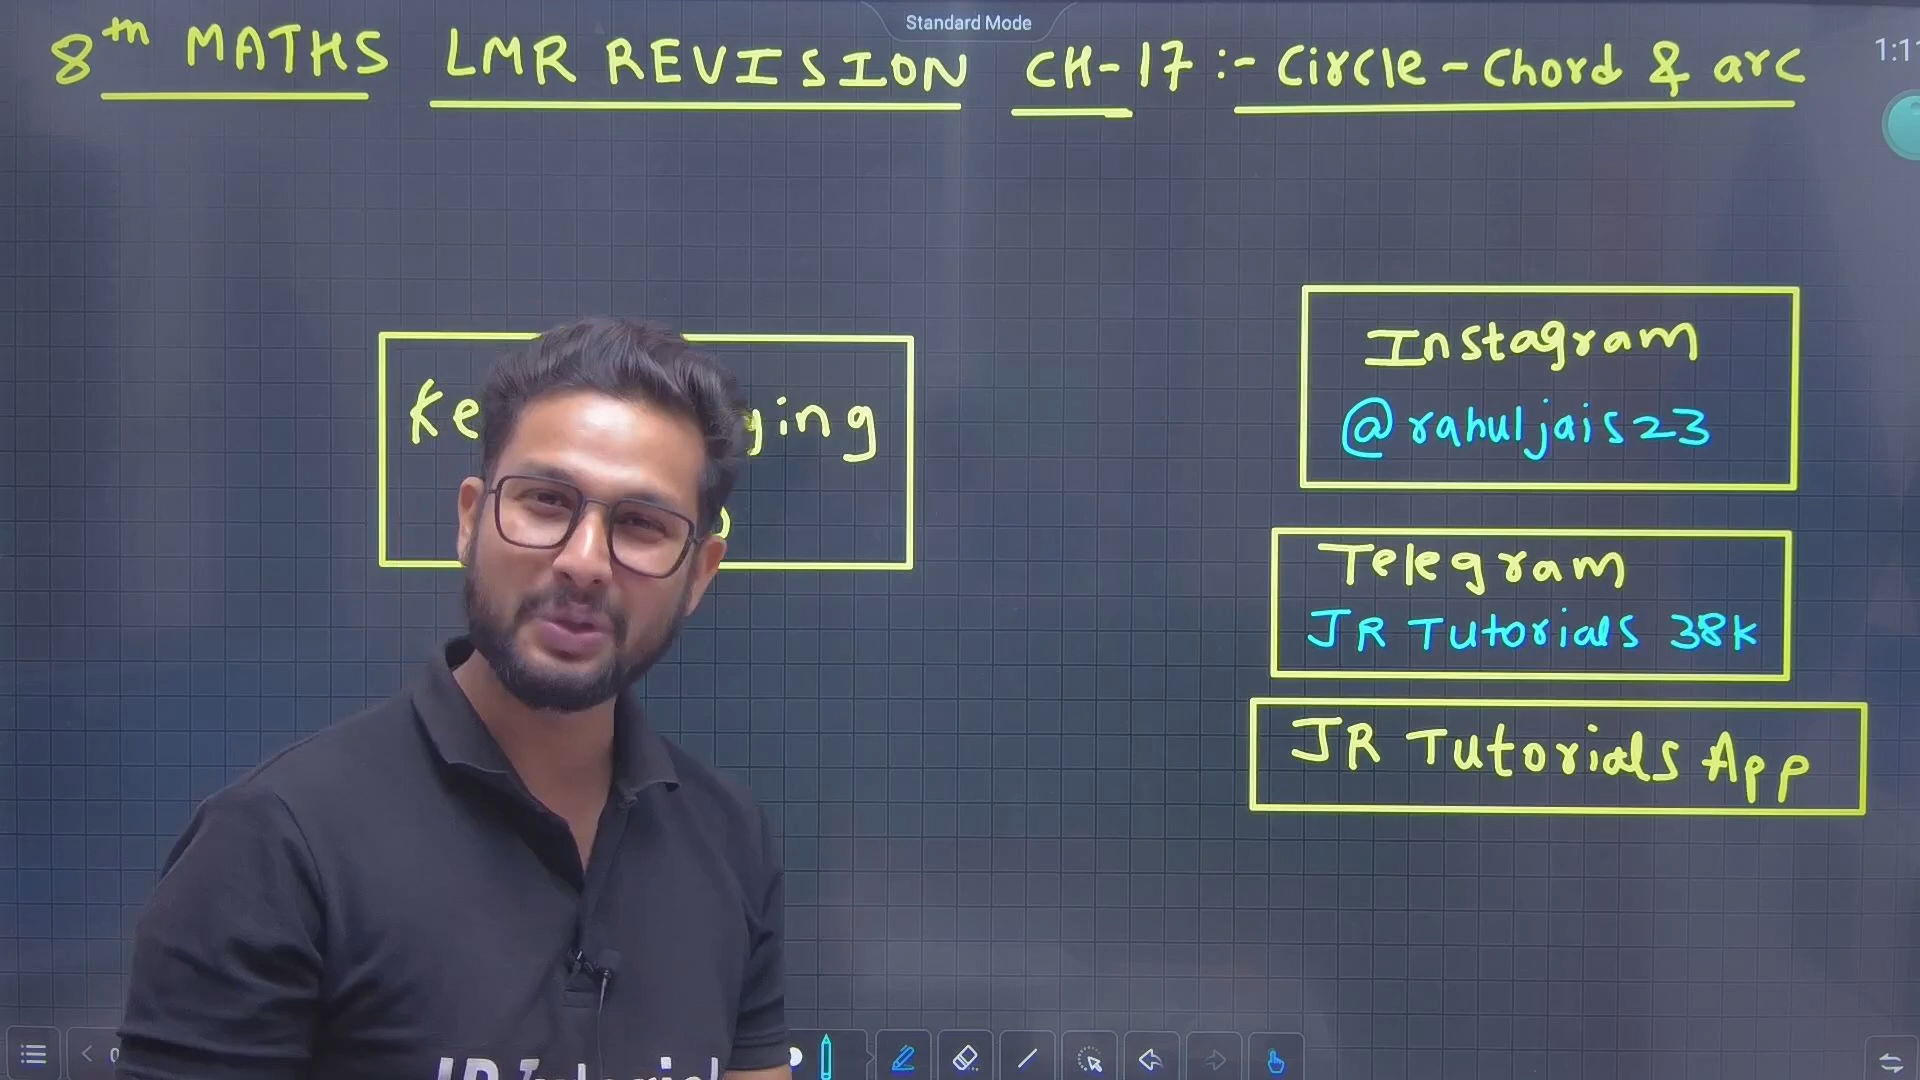 Standard Mode
8th MATHS LMR REVISION CH-17 :- Circle - Chord & arc
Instagram
@rahuljais23
Telegram
JR Tutorials 38K
JR Tutorials App